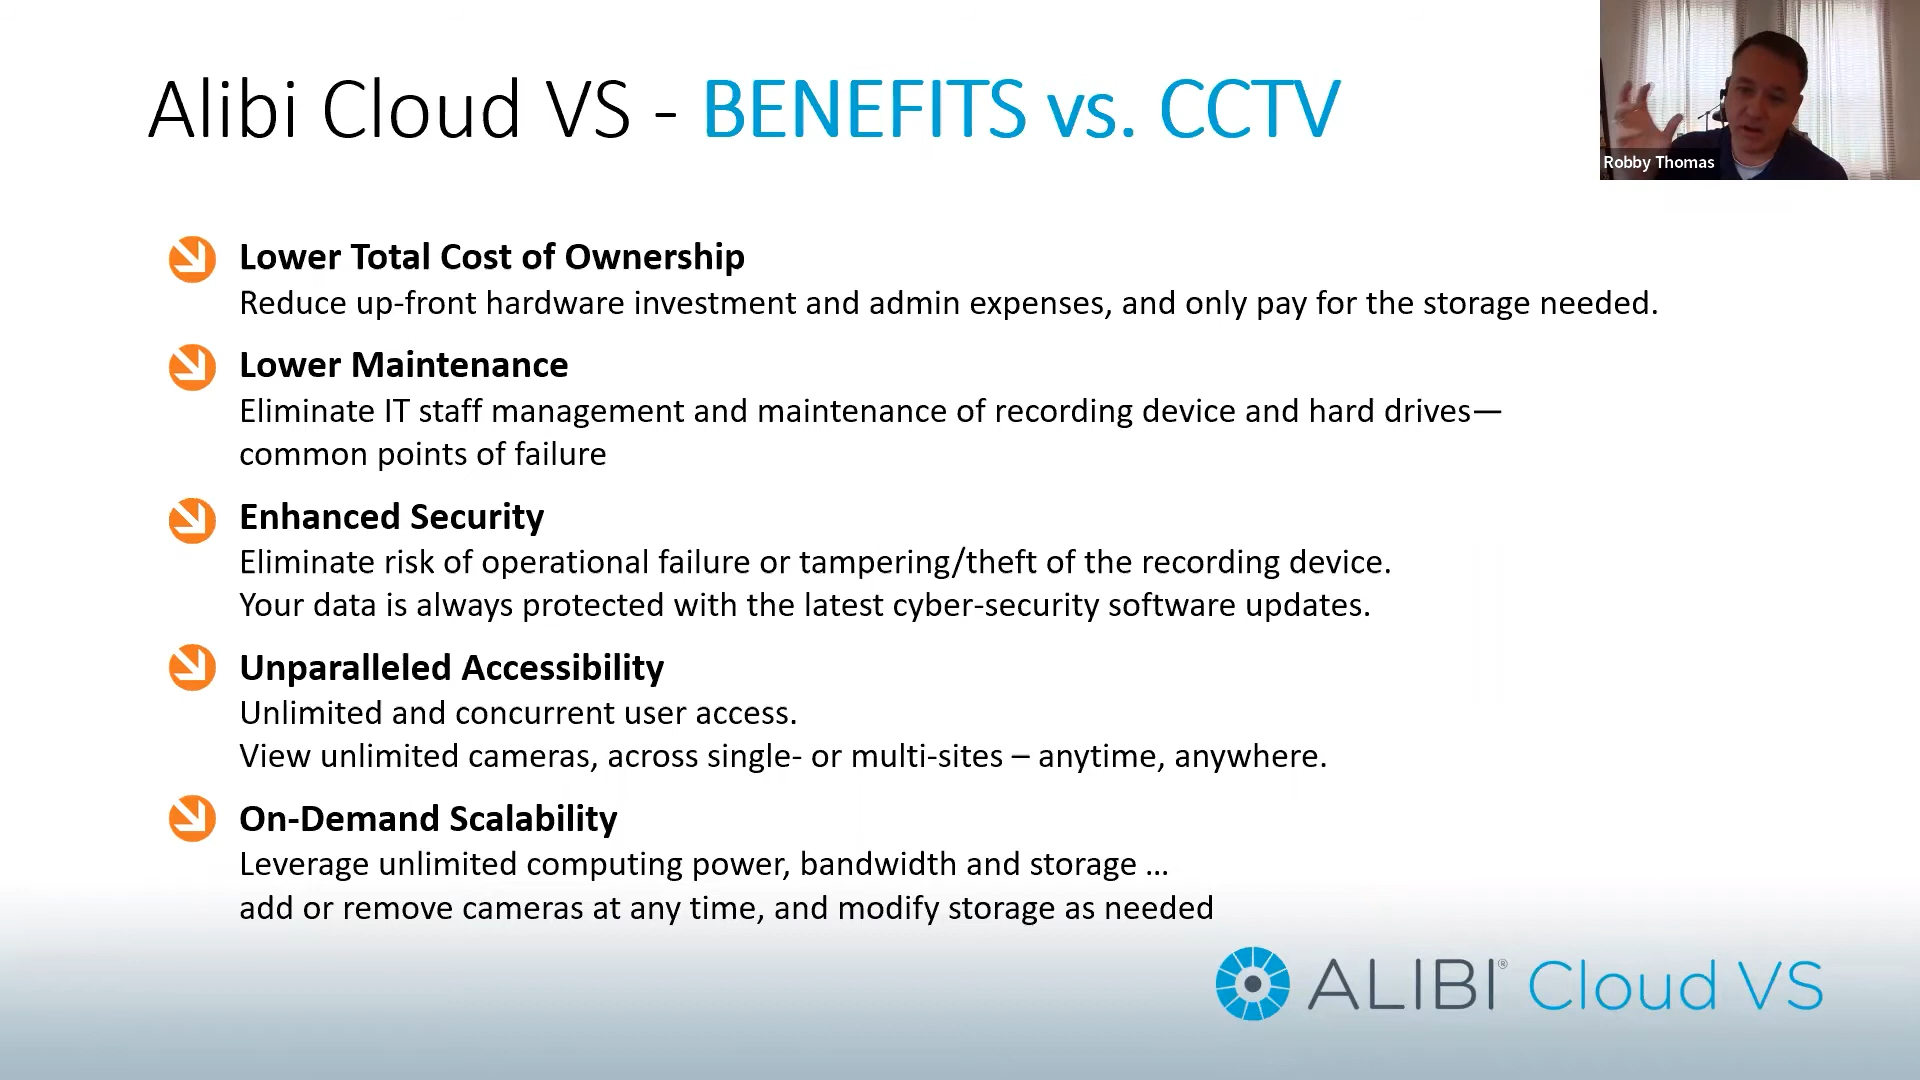 Alibi Cloud VS - BENEFITS vs. CCTV
Robby Thomas
Lower Total Cost of Ownership
Reduce up-front hardware investment and admin expenses, and only pay for the storage needed.
Lower Maintenance
Eliminate IT staff management and maintenance of recording device and hard drives—
common points of failure
Enhanced Security
Eliminate risk of operational failure or tampering/theft of the recording device.
Your data is always protected with the latest cyber-security software updates.
Unparalleled Accessibility
Unlimited and concurrent user access.
View unlimited cameras, across single- or multi-sites – anytime, anywhere.
On-Demand Scalability
Leverage unlimited computing power, bandwidth and storage …
add or remove cameras at any time, and modify storage as needed
ALIBI® Cloud VS